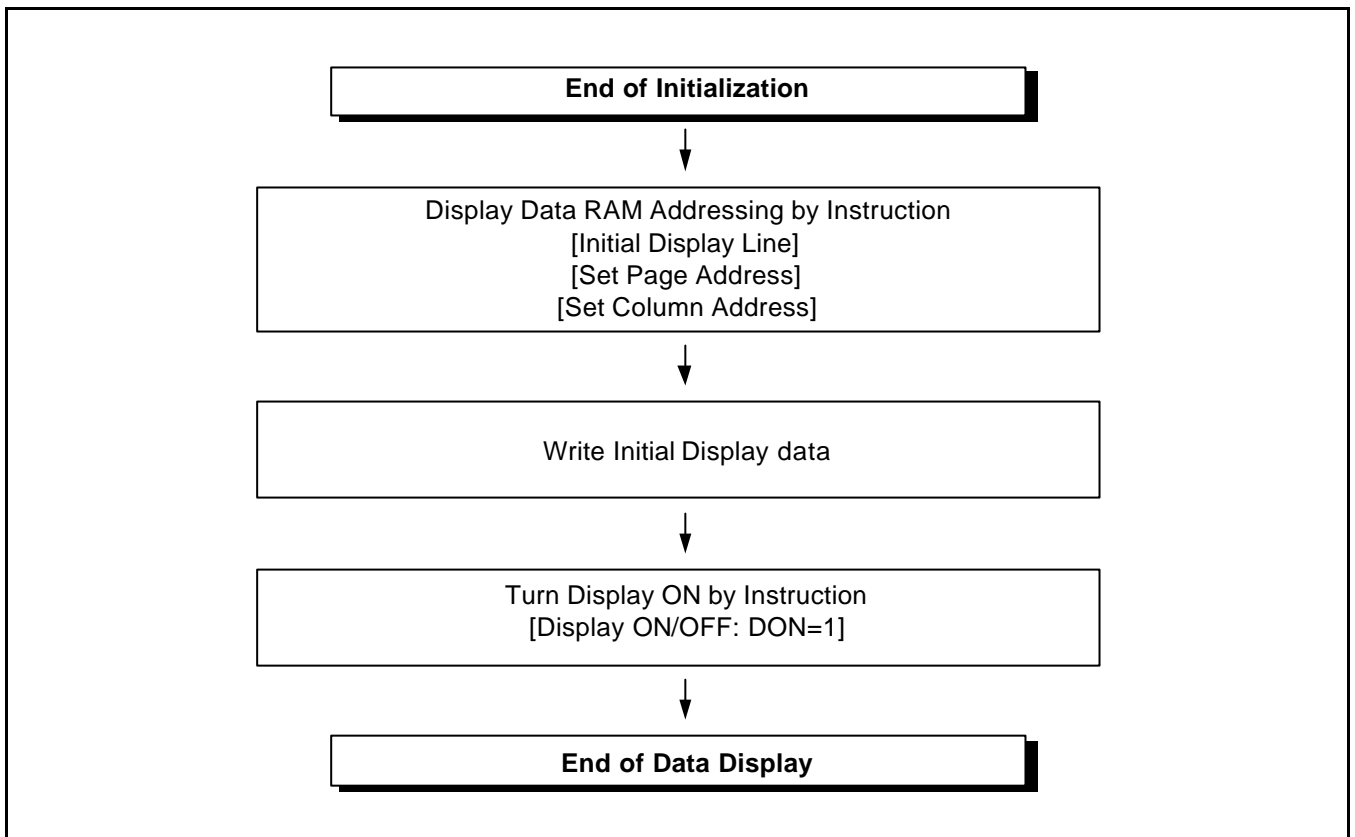 End of Initialization
Display Data RAM Addressing by Instruction
[Initial Display Line]
[Set Page Address]
[Set Column Address]
Write Initial Display data
Turn Display ON by Instruction
[Display ON/OFF: DON=1]
End of Data Display